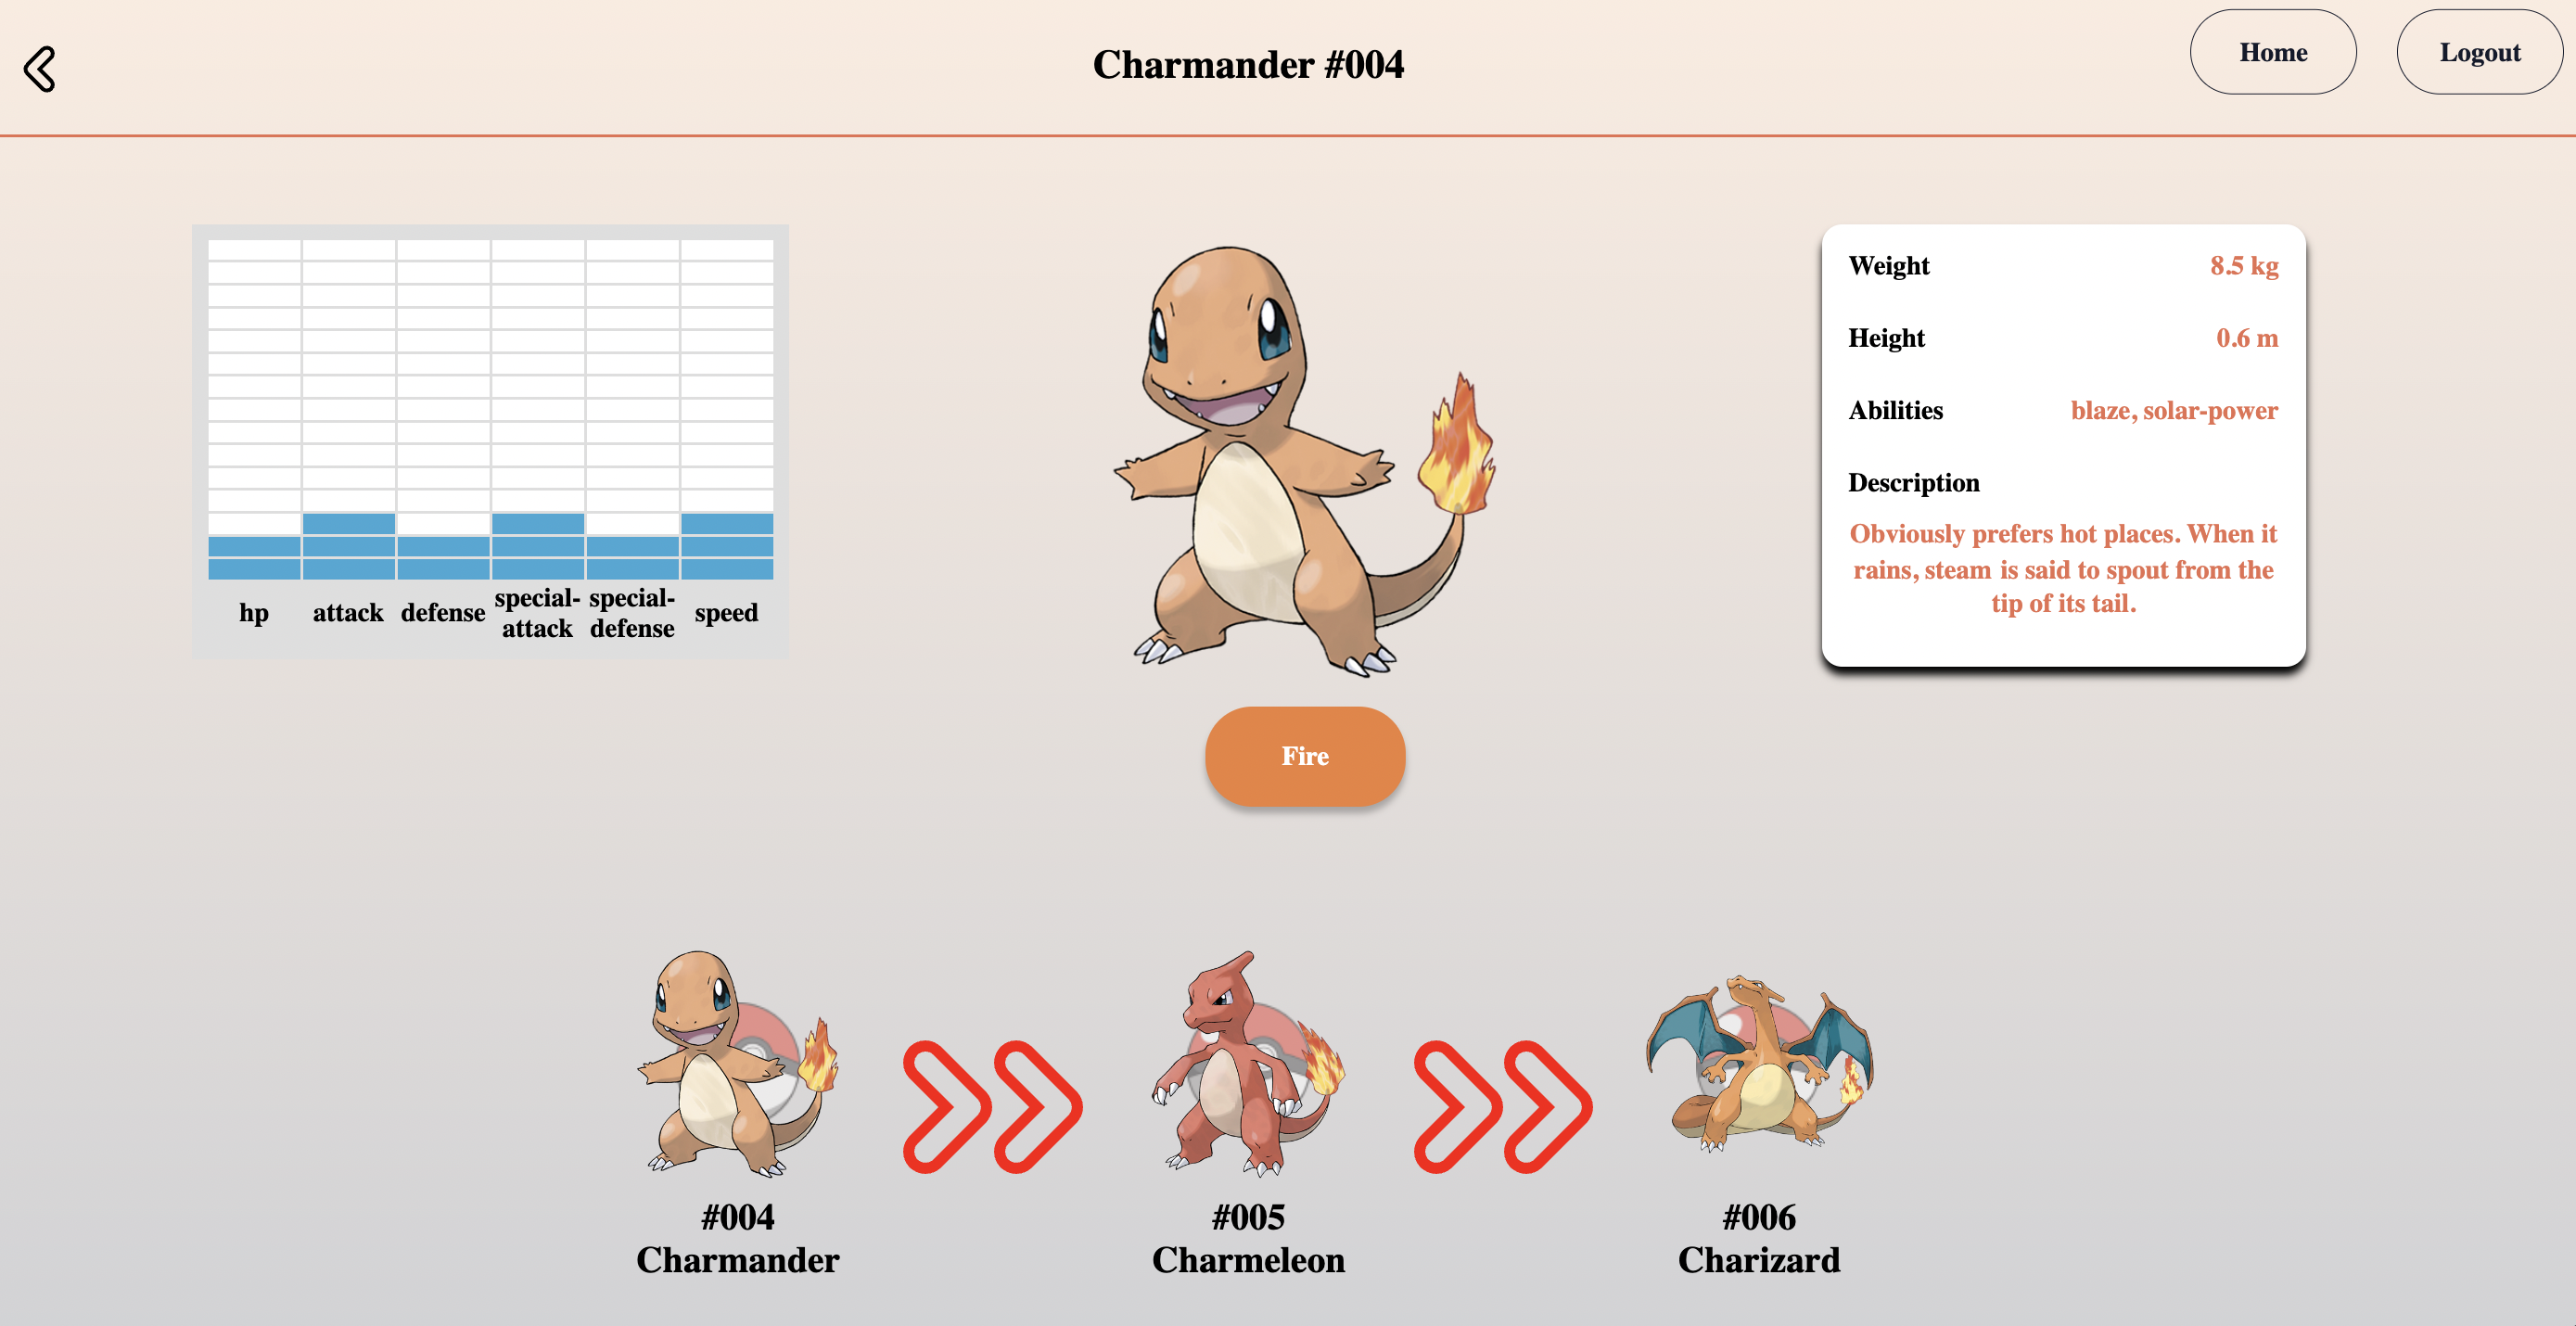 Charmander #004
Home
Logout
hp
attack
defense
special-
attack
special-
defense
speed
Fire
Weight
8.5 kg
Height
0.6 m
Abilities
blaze, solar-power
Description
Obviously prefers hot places. When it
rains, steam is said to spout from the
tip of its tail.
#004
Charmander
#005
Charmeleon
#006
Charizard